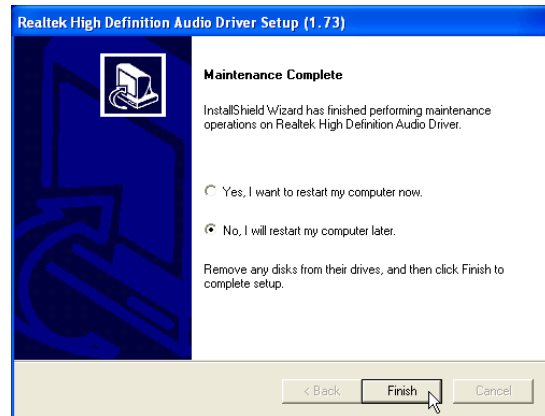 Realtek High Definition Audio Driver Setup (1.73)
Maintenance Complete
InstallShield Wizard has finished performing maintenance
operations on Realtek High Definition Audio Driver.
Yes, I want to restart my computer now.
No, I will restart my computer later.
Remove any disks from their drives, and then click Finish to
complete setup.
< Back Finish Cancel